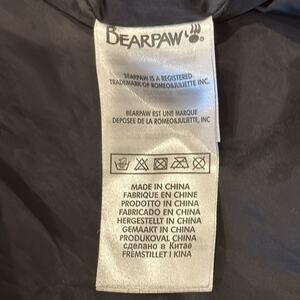 BEARPAW
BEARPAW IS A REGISTERED
TRADEMARK OF ROMEO&JULIETTE INC.
BEARPAW EST UNE MARQUE
DEPOSEE DE LA ROMEO&JULIETTE, INC
MADE IN CHINA
FABRIQUE EN CHINE
PRODOTTO IN CHINA
FABRICADO EN CHINA
HERGESTELLT IN CHINA
GEMAAKT IN CHINA
PRODUKOVAL CHINA
сделано в Китае
FREMSTILLET I KINA